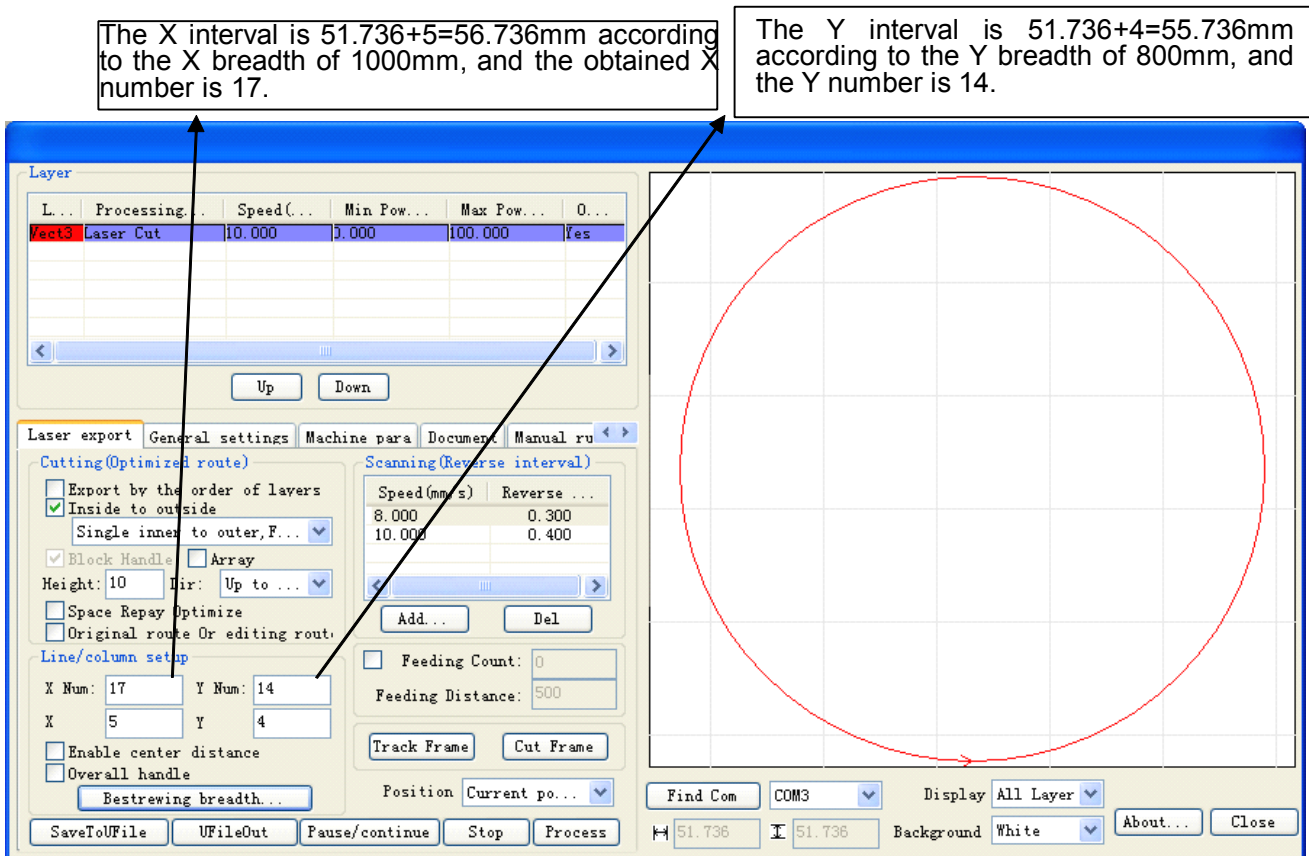 The X interval is 51.736+5=56.736mm according
to the X breadth of 1000mm, and the obtained X
number is 17.
The Y interval is 51.736+4=55.736mm
according to the Y breadth of 800mm, and
the Y number is 14.
Layer
L... Processing... Speed(... Min Pow... Max Pow... O...
Vect3 Laser Cut 10.000 0.000 100.000 Yes
Up Down
Laser export General settings Machine para Document Manual ru
Cutting(Optimized route)
Export by the order of layers
Inside to outside
Single inner to outer, F...
Block Handle Array
Height: 10 Dir: Up to ...
Space Repay Optimize
Original route Or editing rout
Scanning(Reverse interval)
Speed(mm/s) Reverse ...
8.000 0.300
10.000 0.400
Add... Del
Line/column setup
X Num: 17 Y Num: 14
X 5 Y 4
Enable center distance
Overall handle
Bestrewing breadth...
Feeding Count: 0
Feeding Distance: 500
Track Frame Cut Frame
Position Current po...
SaveToUFile UFileOut Pause/continue Stop Process
Find Com COM3 Display All Layer
51.736 51.736 Background White About... Close